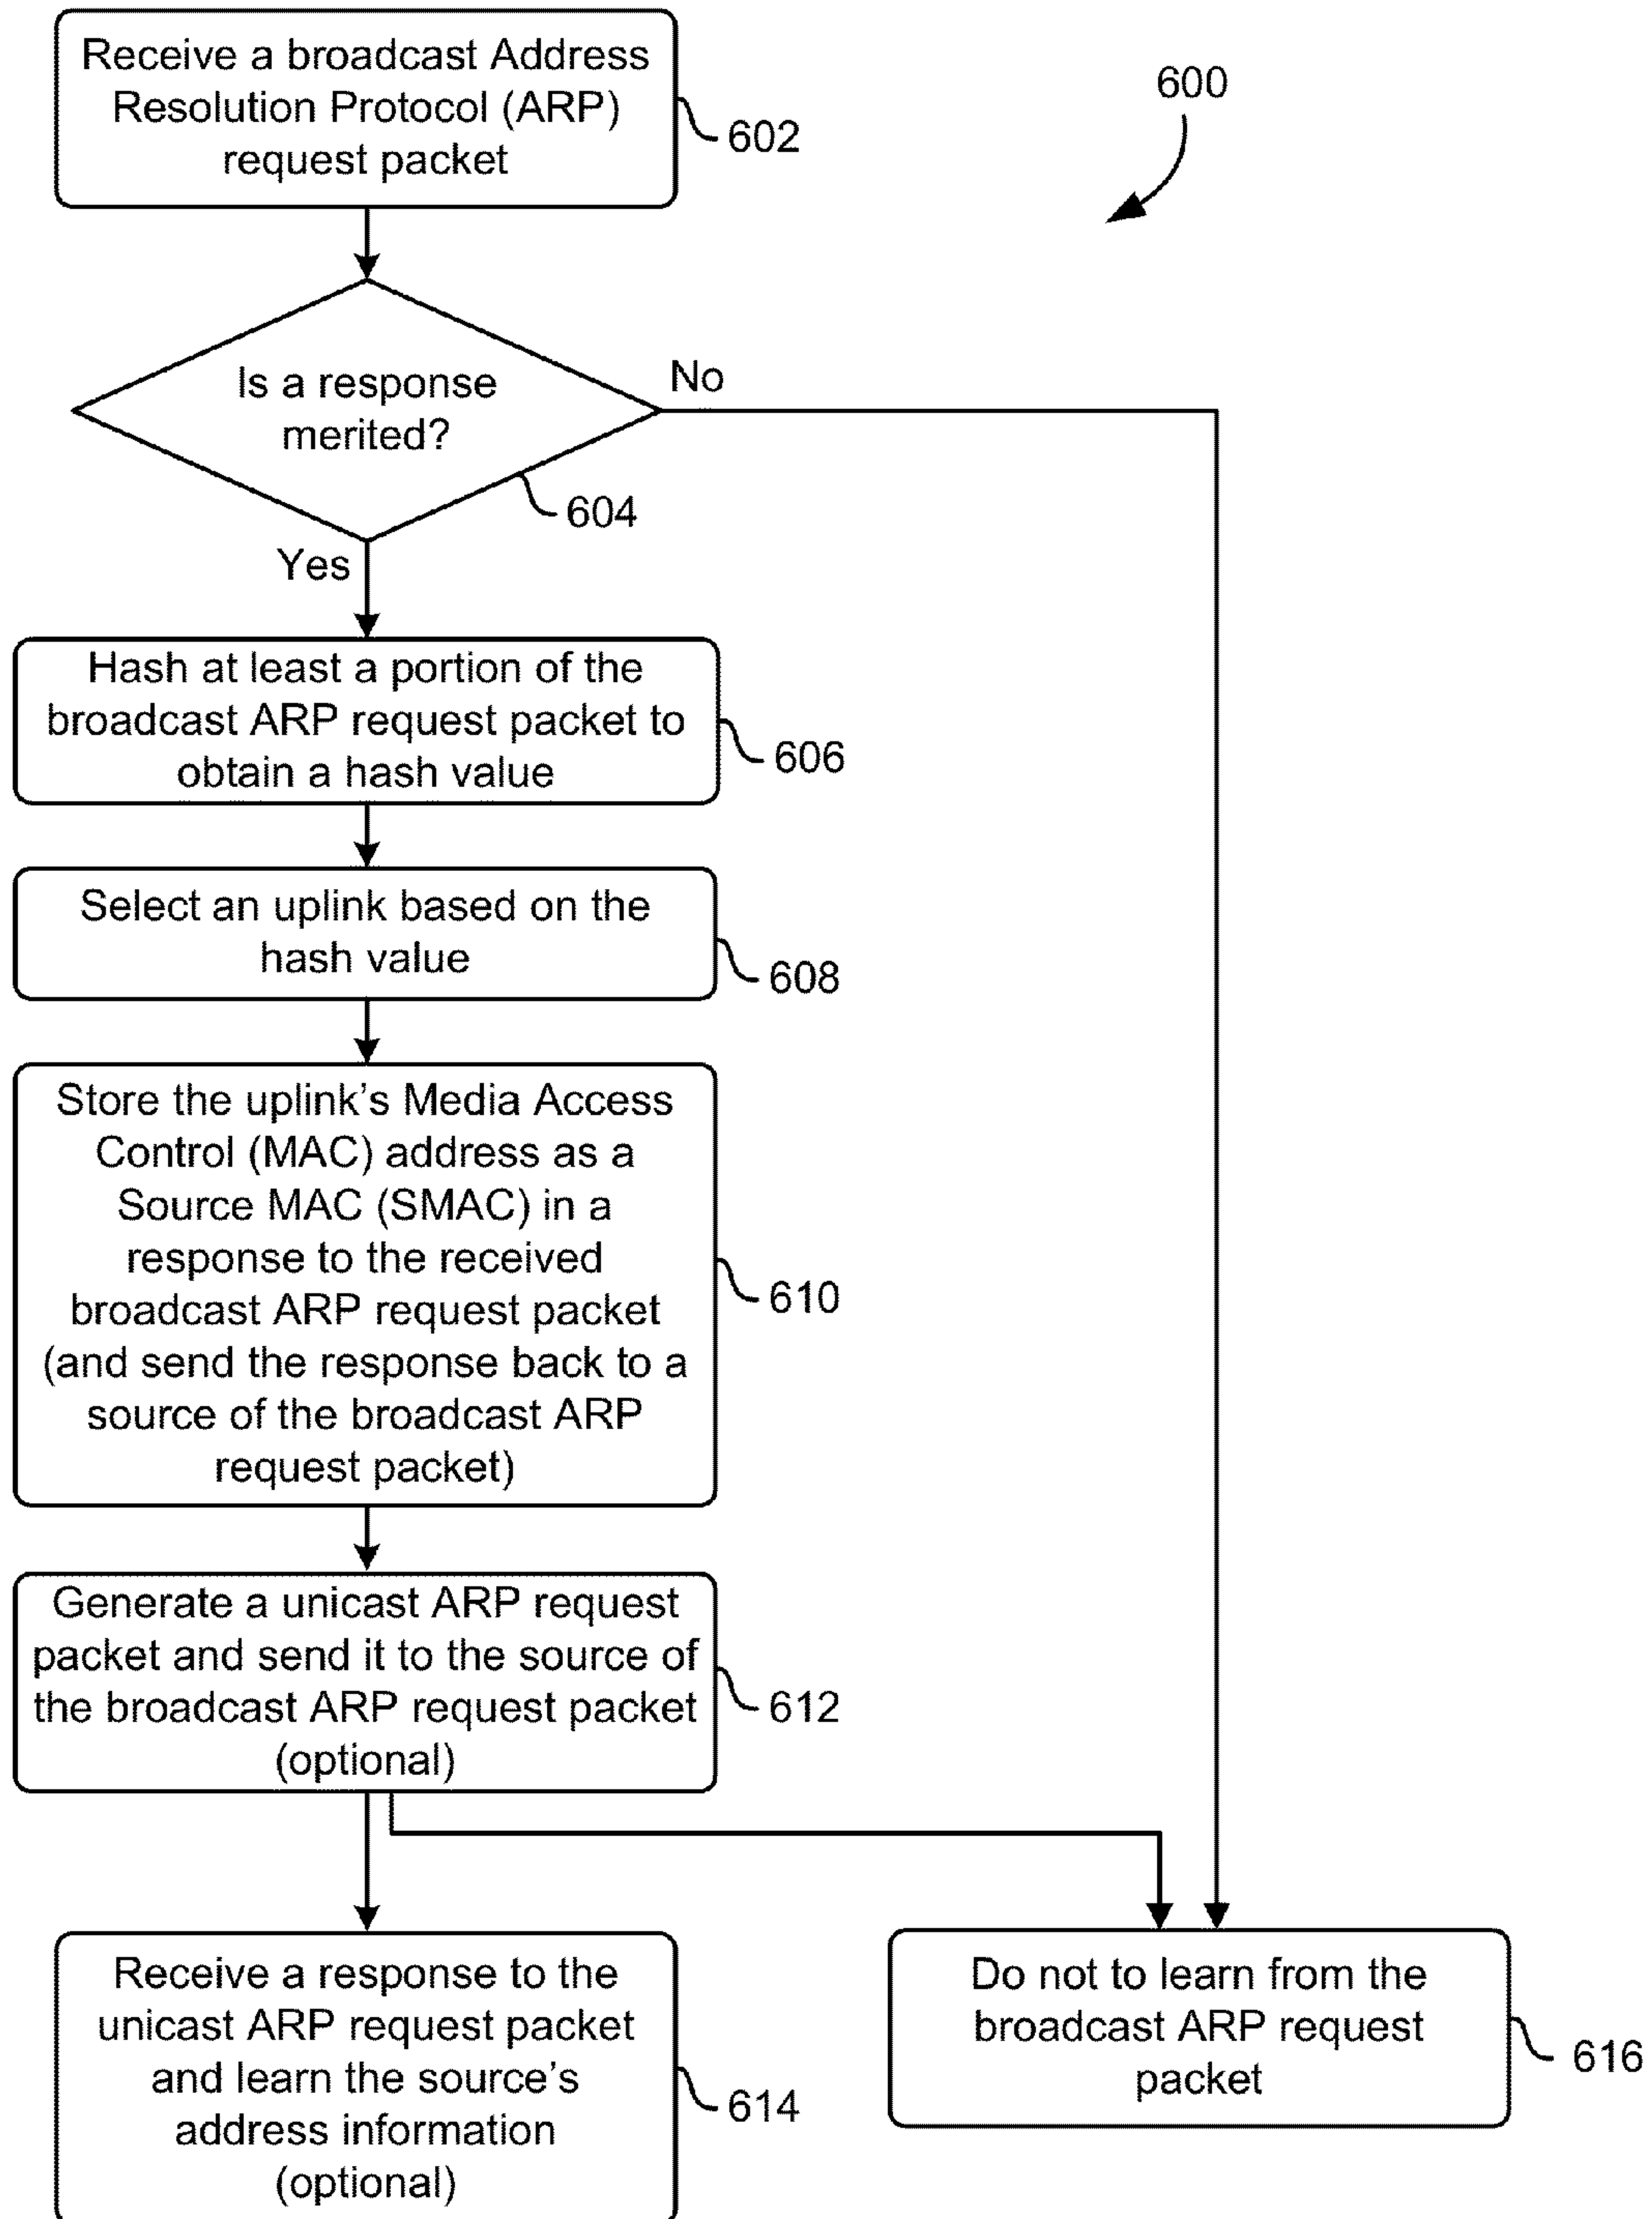 Receive a broadcast Address
Resolution Protocol (ARP)
request packet
602
600
Is a response
merited?
No
604
Yes
Hash at least a portion of the
broadcast ARP request packet to
obtain a hash value
606
Select an uplink based on the
hash value
608
Store the uplink's Media Access
Control (MAC) address as a
Source MAC (SMAC) in a
response to the received
broadcast ARP request packet
(and send the response back to a
source of the broadcast ARP
request packet)
610
Generate a unicast ARP request
packet and send it to the source of
the broadcast ARP request packet
(optional)
612
Receive a response to the
unicast ARP request packet
and learn the source's
address information
(optional)
614
Do not to learn from the
broadcast ARP request
packet
616